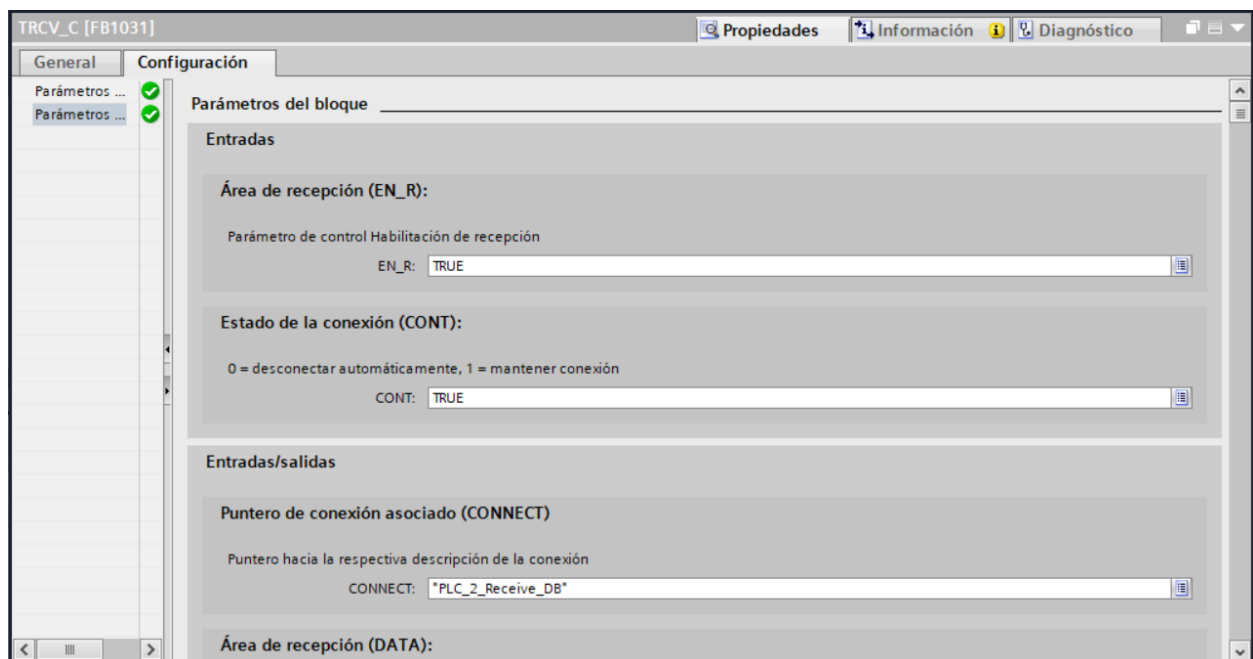 TRCV_C [FB1031]
Propiedades
Información
Diagnóstico
General
Configuración
Parámetros ...
Parámetros ...
Parámetros del bloque
Entradas
Área de recepción (EN_R):
Parámetro de control Habilitación de recepción
EN_R: TRUE
Estado de la conexión (CONT):
0 = desconectar automáticamente, 1 = mantener conexión
CONT: TRUE
Entradas/salidas
Puntero de conexión asociado (CONNECT)
Puntero hacia la respectiva descripción de la conexión
CONNECT: "PLC_2_Receive_DB"
Área de recepción (DATA):